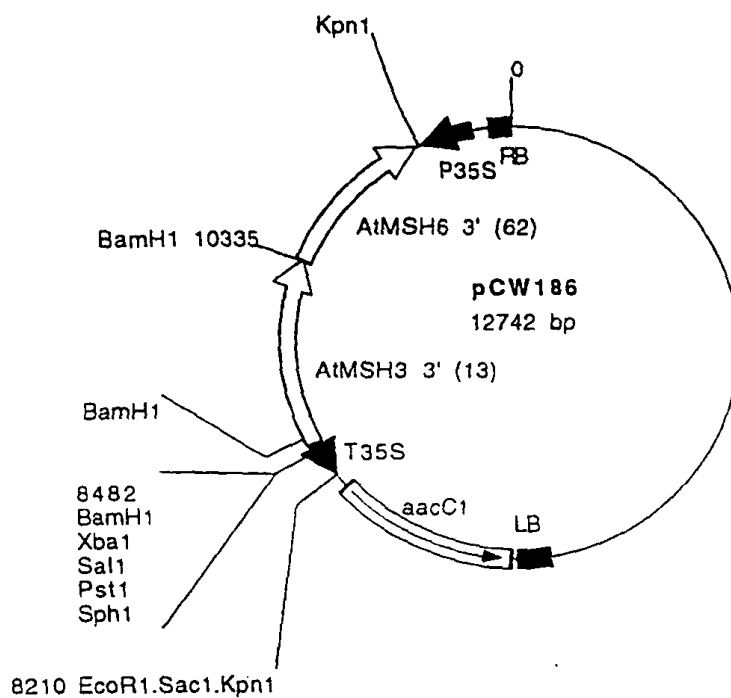 Kpn1
0
RB
P35S
AtMSH6 3' (62)
BamH1 10335
pCW186
12742 bp
AtMSH3 3' (13)
BamH1
T35S
8482
BamH1
Xba1
Sal1
Pst1
Sph1
aacC1
LB
8210 EcoR1.Sac1.Kpn1